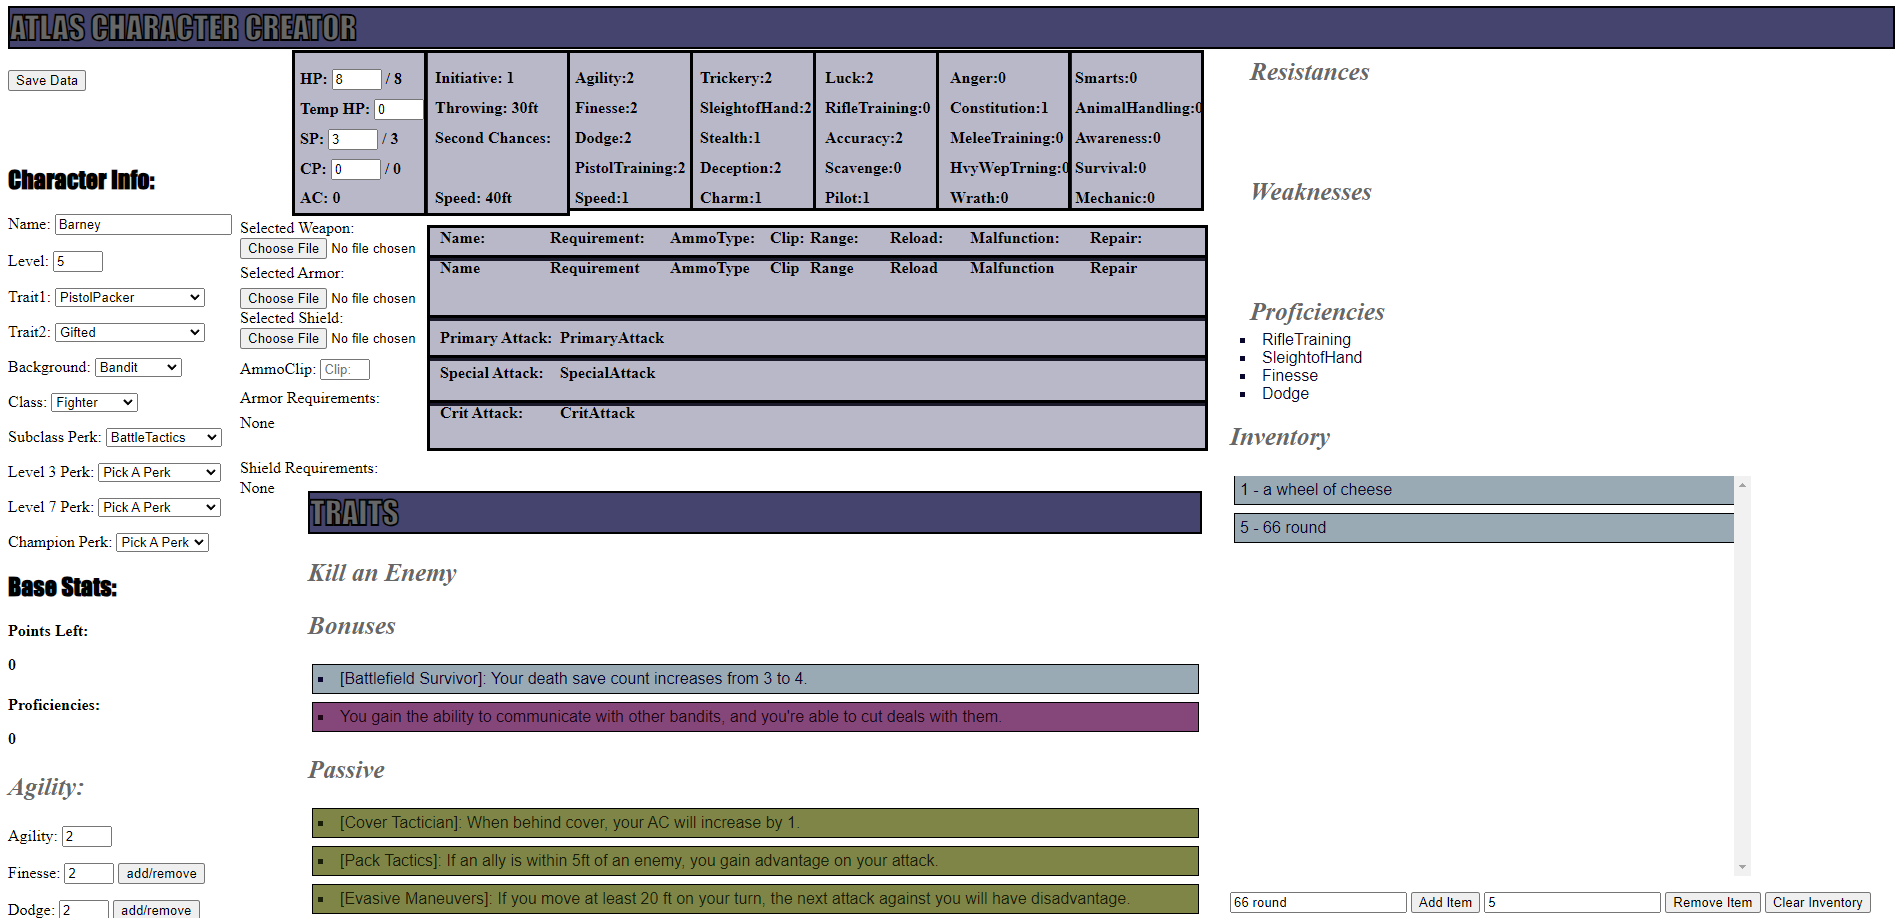 ATLAS CHARACTER CREATOR
Save Data
HP: 8 / 8
Temp HP: 0
SP: 3 / 3
CP: 0 / 0
AC: 0
Initiative: 1
Throwing: 30ft
Second Chances:
Speed: 40ft
Agility:2
Finesse:2
Dodge:2
PistolTraining:2
Speed:1
Trickery:2
SleightofHand:2
Stealth:1
Deception:2
Charm:1
Luck:2
RifleTraining:0
Accuracy:2
Scavenge:0
Pilot:1
Anger:0
Constitution:1
MeleeTraining:0
HvyWepTrning:0
Wrath:0
Smarts:0
AnimalHandling:0
Awareness:0
Survival:0
Mechanic:0
Character Info:
Name: Barney
Level: 5
Trait1: PistolPacker
Trait2: Gifted
Background: Bandit
Class: Fighter
Subclass Perk: BattleTactics
Level 3 Perk: Pick A Perk
Level 7 Perk: Pick A Perk
Champion Perk: Pick A Perk
Base Stats:
Points Left:
0
Proficiencies:
0
Agility:
Agility: 2
Finesse: 2 add/remove
Dodge: 2 add/remove
Selected Weapon:
Choose File No file chosen
Selected Armor:
Choose File No file chosen
Selected Shield:
Choose File No file chosen
AmmoClip: Clip:
Armor Requirements:
None
Shield Requirements:
None
Name: Requirement: AmmoType: Clip: Range: Reload: Malfunction: Repair:
Name Requirement AmmoType Clip Range Reload Malfunction Repair
Primary Attack: PrimaryAttack
Special Attack: SpecialAttack
Crit Attack: CritAttack
TRAITS
Kill an Enemy
Bonuses
[Battlefield Survivor]: Your death save count increases from 3 to 4.
You gain the ability to communicate with other bandits, and you're able to cut deals with them.
Passive
[Cover Tactician]: When behind cover, your AC will increase by 1.
[Pack Tactics]: If an ally is within 5ft of an enemy, you gain advantage on your attack.
[Evasive Maneuvers]: If you move at least 20 ft on your turn, the next attack against you will have disadvantage.
Resistances
Weaknesses
Proficiencies
RifleTraining
SleightofHand
Finesse
Dodge
Inventory
1 - a wheel of cheese
5 - 66 round
66 round Add Item 5 Remove Item Clear Inventory